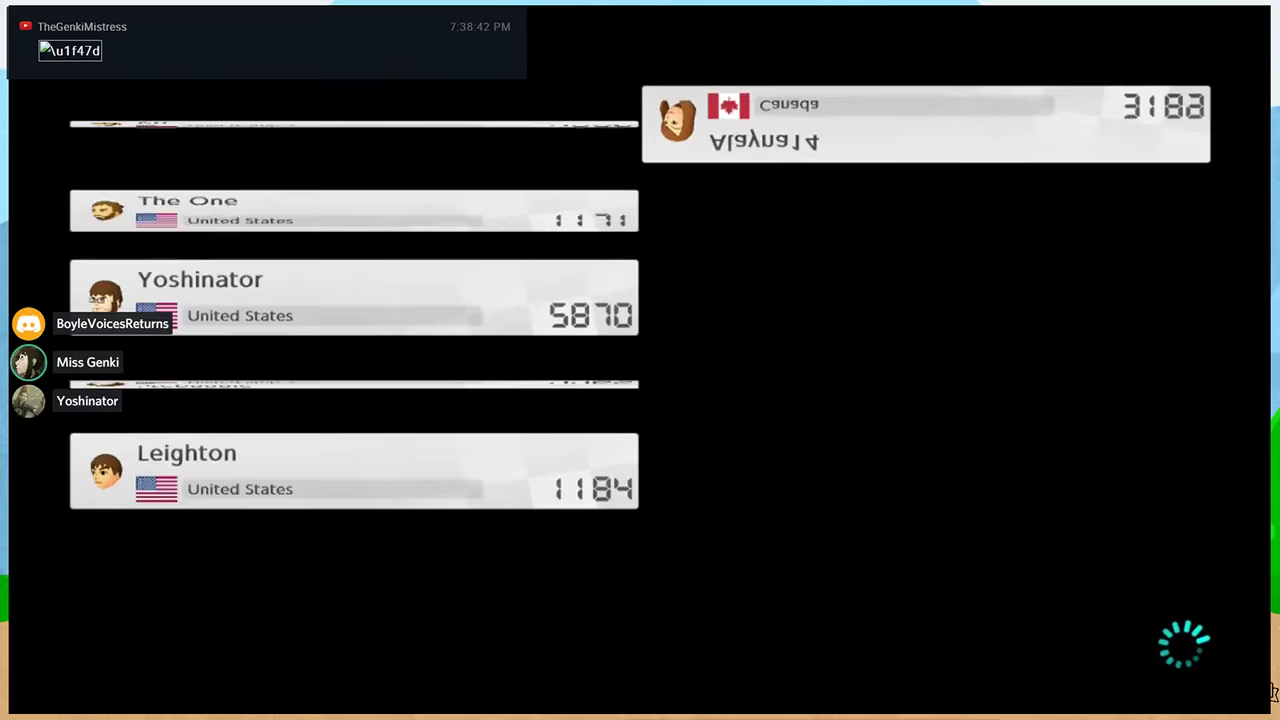 TheGenkiMistress 7:38:42 PM
\u1f47d
Canada 3183
Alayna14
The One
United States 1171
Yoshinator
United States 5870
BoyleVoicesReturns
Miss Genki
Yoshinator
Leighton
United States 1184